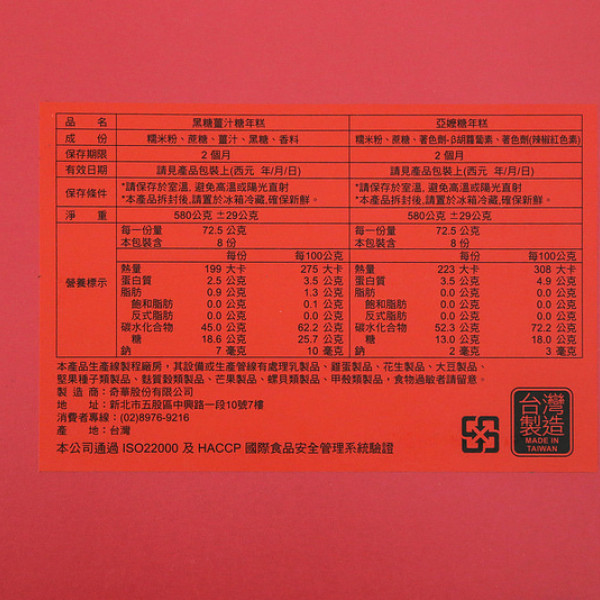 品 名 黑糖薑汁糖年糕 亞嬤糖年糕
成 份 糯米粉、蔗糖、薑汁、黑糖、香料 糯米粉、蔗糖、著色劑-β胡蘿蔔素、著色劑(辣椒紅色素)
保存期限 2 個月 2 個月
有效日期 請見產品包裝上(西元 年/月/日) 請見產品包裝上(西元 年/月/日)
保存條件 *請保存於室溫, 避免高溫或陽光直射 *請保存於室溫, 避免高溫或陽光直射
*本產品拆封後,請置於冰箱冷藏,確保新鮮。 *本產品拆封後,請置於冰箱冷藏,確保新鮮。
淨 重 580公克 ±29公克 580公克 ±29公克
營養標示 每一份量 72.5 公克 每一份量 72.5 公克
本包裝含 8 份 本包裝含 8 份
每份 每100公克 每份 每100公克
熱量 199 大卡 275 大卡 熱量 223 大卡 308 大卡
蛋白質 2.5 公克 3.5 公克 蛋白質 3.5 公克 4.9 公克
脂肪 0.9 公克 1.3 公克 脂肪 0.0 公克 0.0 公克
飽和脂肪 0.0 公克 0.1 公克 飽和脂肪 0.0 公克 0.0 公克
反式脂肪 0.0 公克 0.0 公克 反式脂肪 0.0 公克 0.0 公克
碳水化合物 45.0 公克 62.2 公克 碳水化合物 52.3 公克 72.2 公克
糖 18.6 公克 25.7 公克 糖 13.0 公克 18.0 公克
鈉 7 毫克 10 毫克 鈉 2 毫克 3 毫克
本產品生產線製程廠房，其設備或生產管線有處理乳製品、雞蛋製品、花生製品、大豆製品、
堅果種子類製品、麩質穀類製品、芒果製品、螺貝類製品、甲殼類製品，食物過敏者請留意。
製 造 商：奇華股份有限公司
地 址：新北市五股區中興路一段10號7樓
消費者專線：(02)8976-9216
產 地：台灣
本公司通過 ISO22000 及 HACCP 國際食品安全管理系統驗證
台灣
製造
MADE IN
TAIWAN